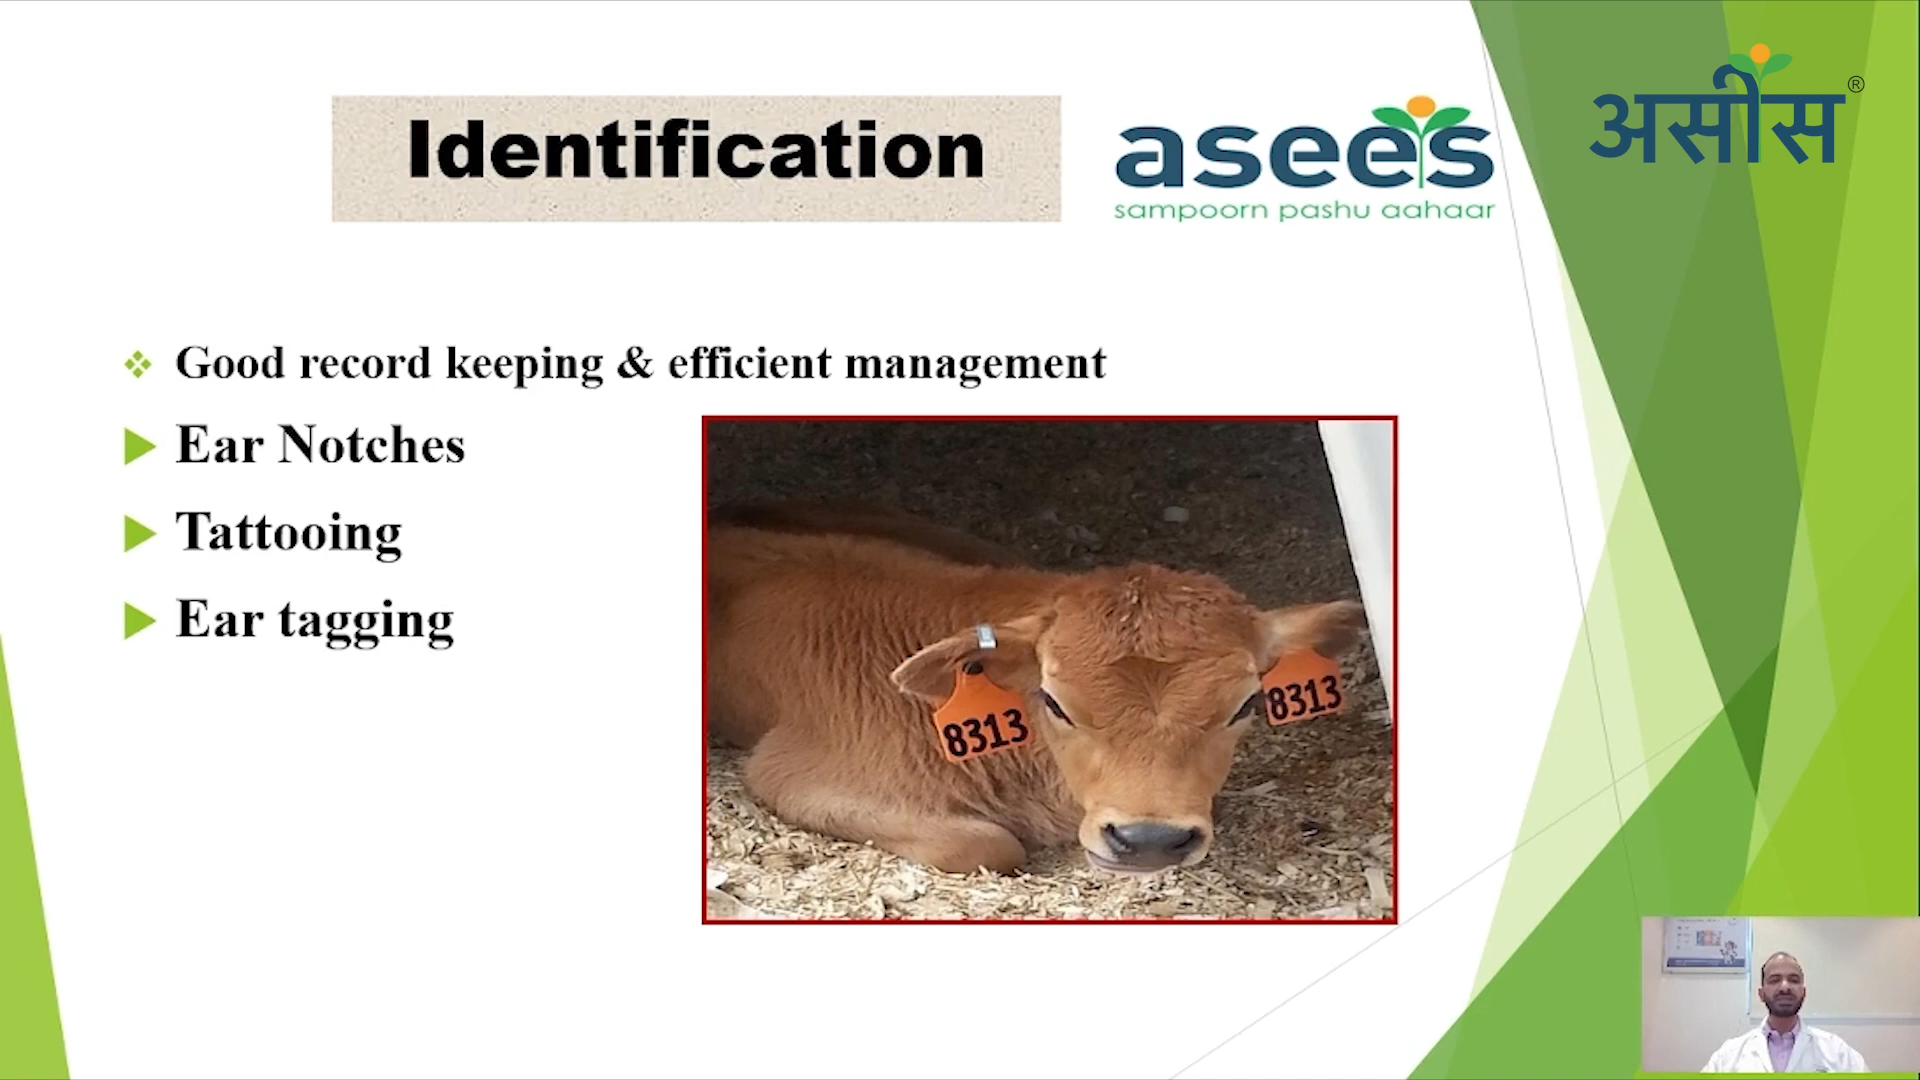 Identification
asees
sampoorn pashu aahaar
असीस®
Good record keeping & efficient management
Ear Notches
Tattooing
Ear tagging
8313
8313